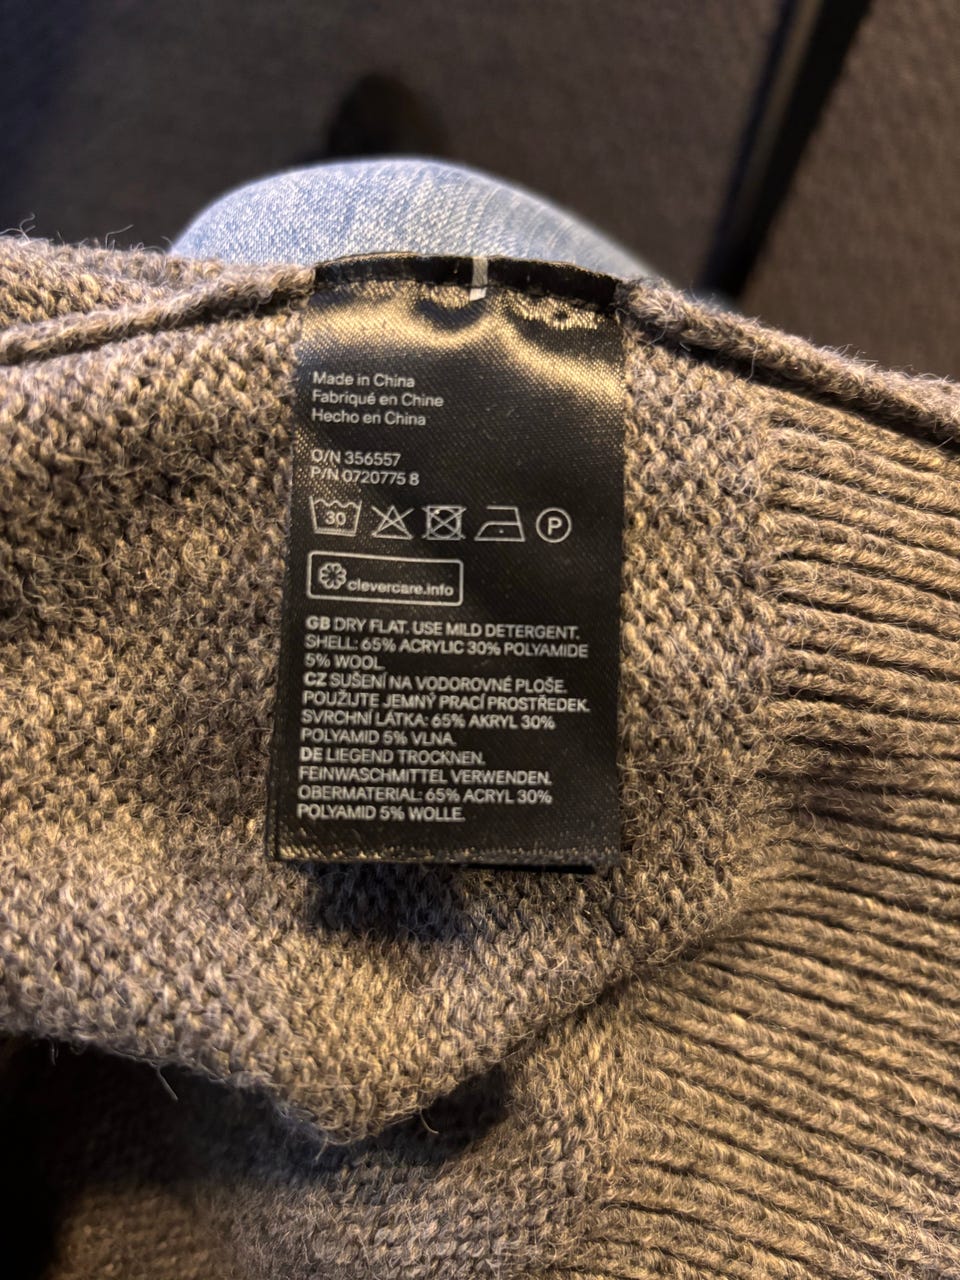 Made in China
Fabriqué en Chine
Hecho en China
O/N 356557
P/N 0720775 8
30 P
clevercare.info
GB DRY FLAT. USE MILD DETERGENT.
SHELL: 65% ACRYLIC 30% POLYAMIDE
5% WOOL.
CZ SUŠENÍ NA VODOROVNÉ PLOŠE.
POUŽIJTE JEMNÝ PRACÍ PROSTŘEDEK.
SVRCHNÍ LÁTKA: 65% AKRYL 30%
POLYAMID 5% VLNA.
DE LIEGEND TROCKNEN.
FEINWASCHMITTEL VERWENDEN.
OBERMATERIAL: 65% ACRYL 30%
POLYAMID 5% WOLLE.